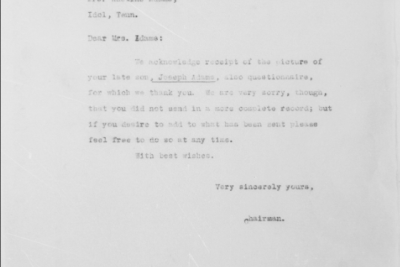 Idol, Tenn.
Dear Mrs. Adams:
To acknowledge receipt of the picture of
your late son, Joseph Adams, also questionnaire,
for which we thank you. We are very sorry, though,
that you did not send in a more complete record; but
if you desire to add to what has been sent please
feel free to do so at any time.
With best wishes.
Very sincerely yours,
Chairman.